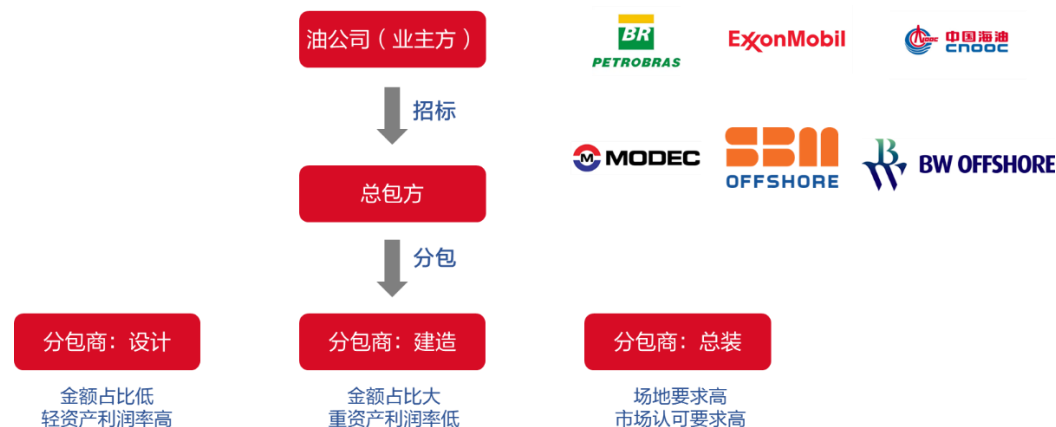 油公司（业主方）
BR
PETROBRAS
ExxonMobil
CNOOC
中国海油
CNOOC
招标
M MODEC
SBM
OFFSHORE
BW
BW OFFSHORE
总包方
分包
分包商：设计
分包商：建造
分包商：总装
金额占比低
轻资产利润率高
金额占比大
重资产利润率低
场地要求高
市场认可要求高